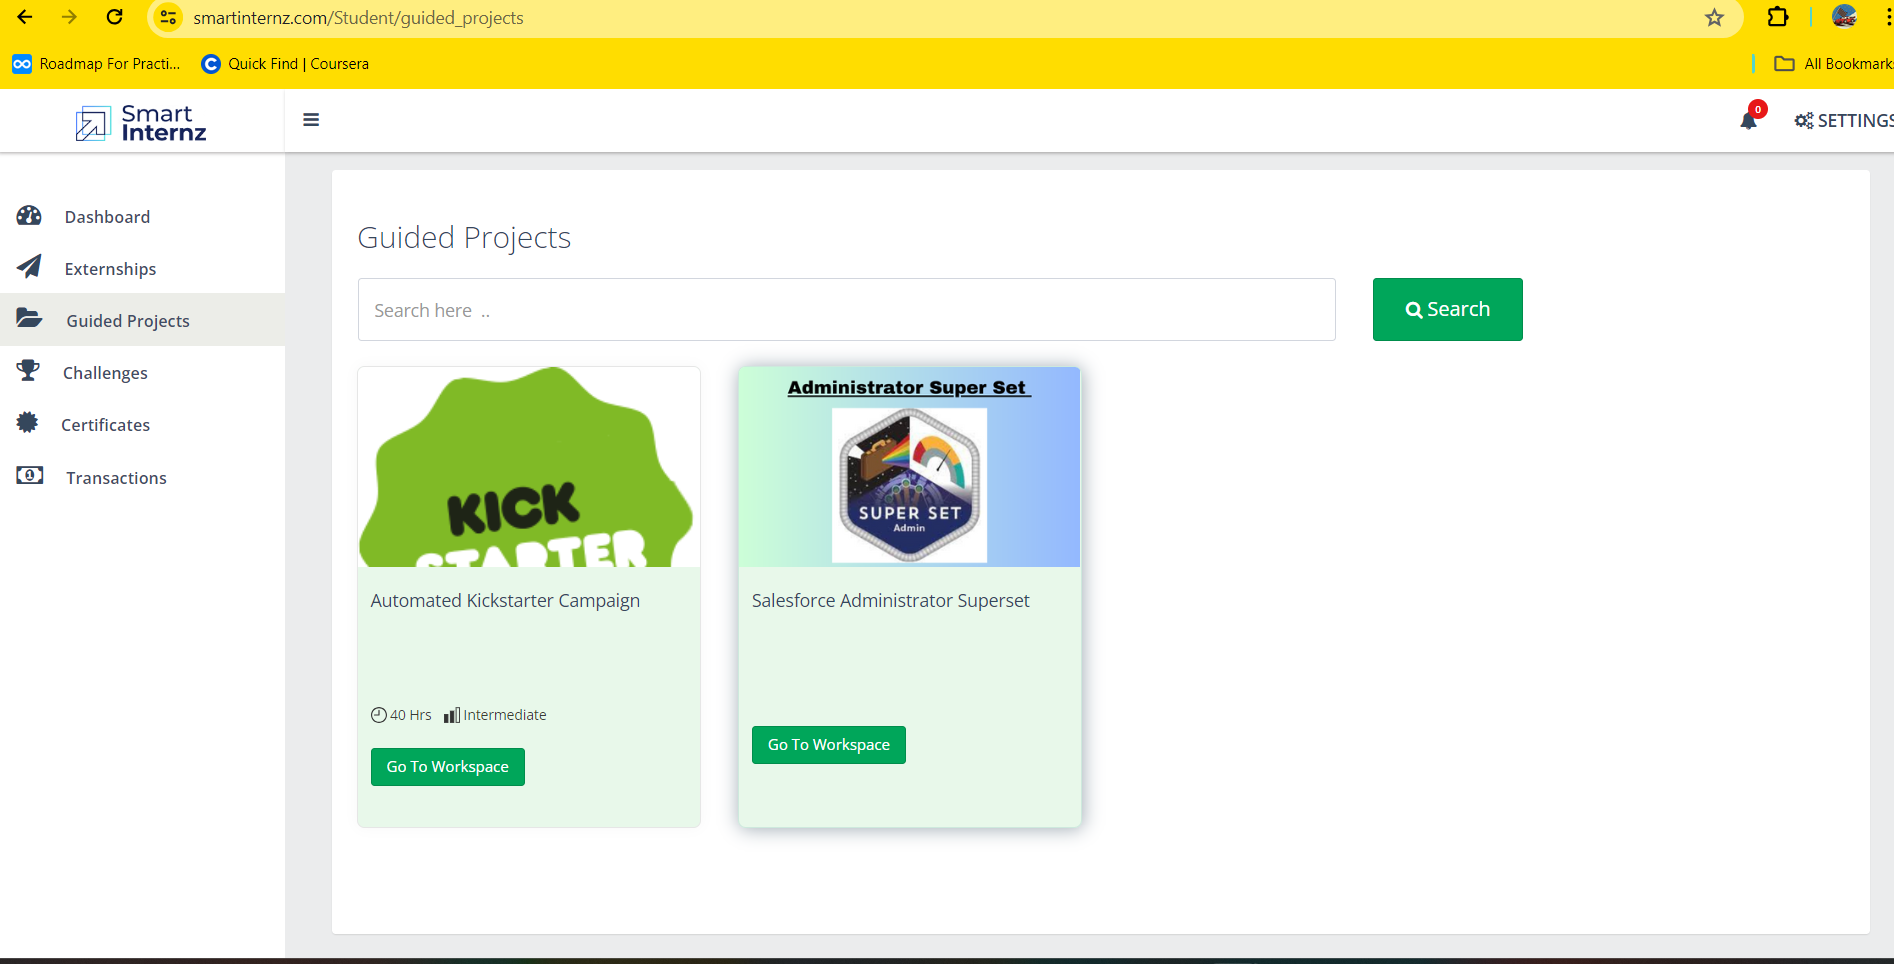 smartinternz.com/Student/guided_projects
Roadmap For Practi...
Quick Find | Coursera
All Bookmarks
Smart
Internz
0
SETTINGS
Dashboard
Externships
Guided Projects
Challenges
Certificates
Transactions
Guided Projects
Search here ..
Search
KICK
STARTER
Automated Kickstarter Campaign
40 Hrs
Intermediate
Go To Workspace
Administrator Super Set
SUPER SET
Admin
Salesforce Administrator Superset
Go To Workspace